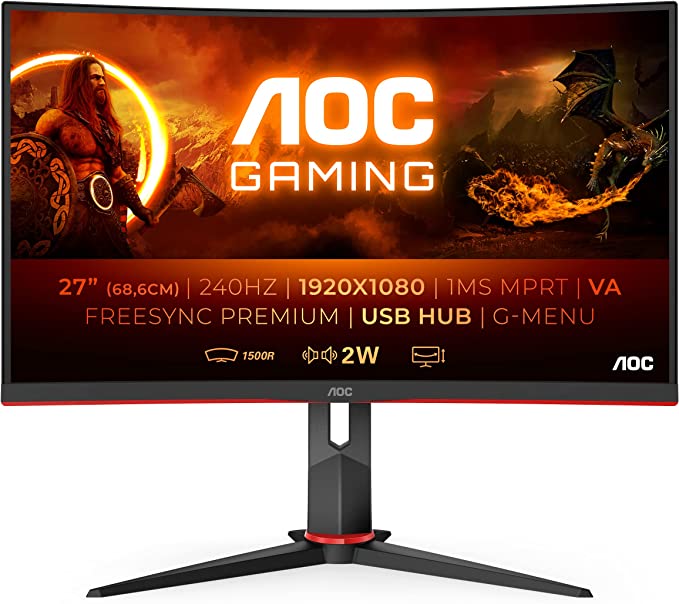 AOC
GAMING
27” (68,6CM) | 240HZ | 1920X1080 | 1MS MPRT | VA
FREESYNC PREMIUM | USB HUB | G-MENU
1500R 2W
AOC
AOC